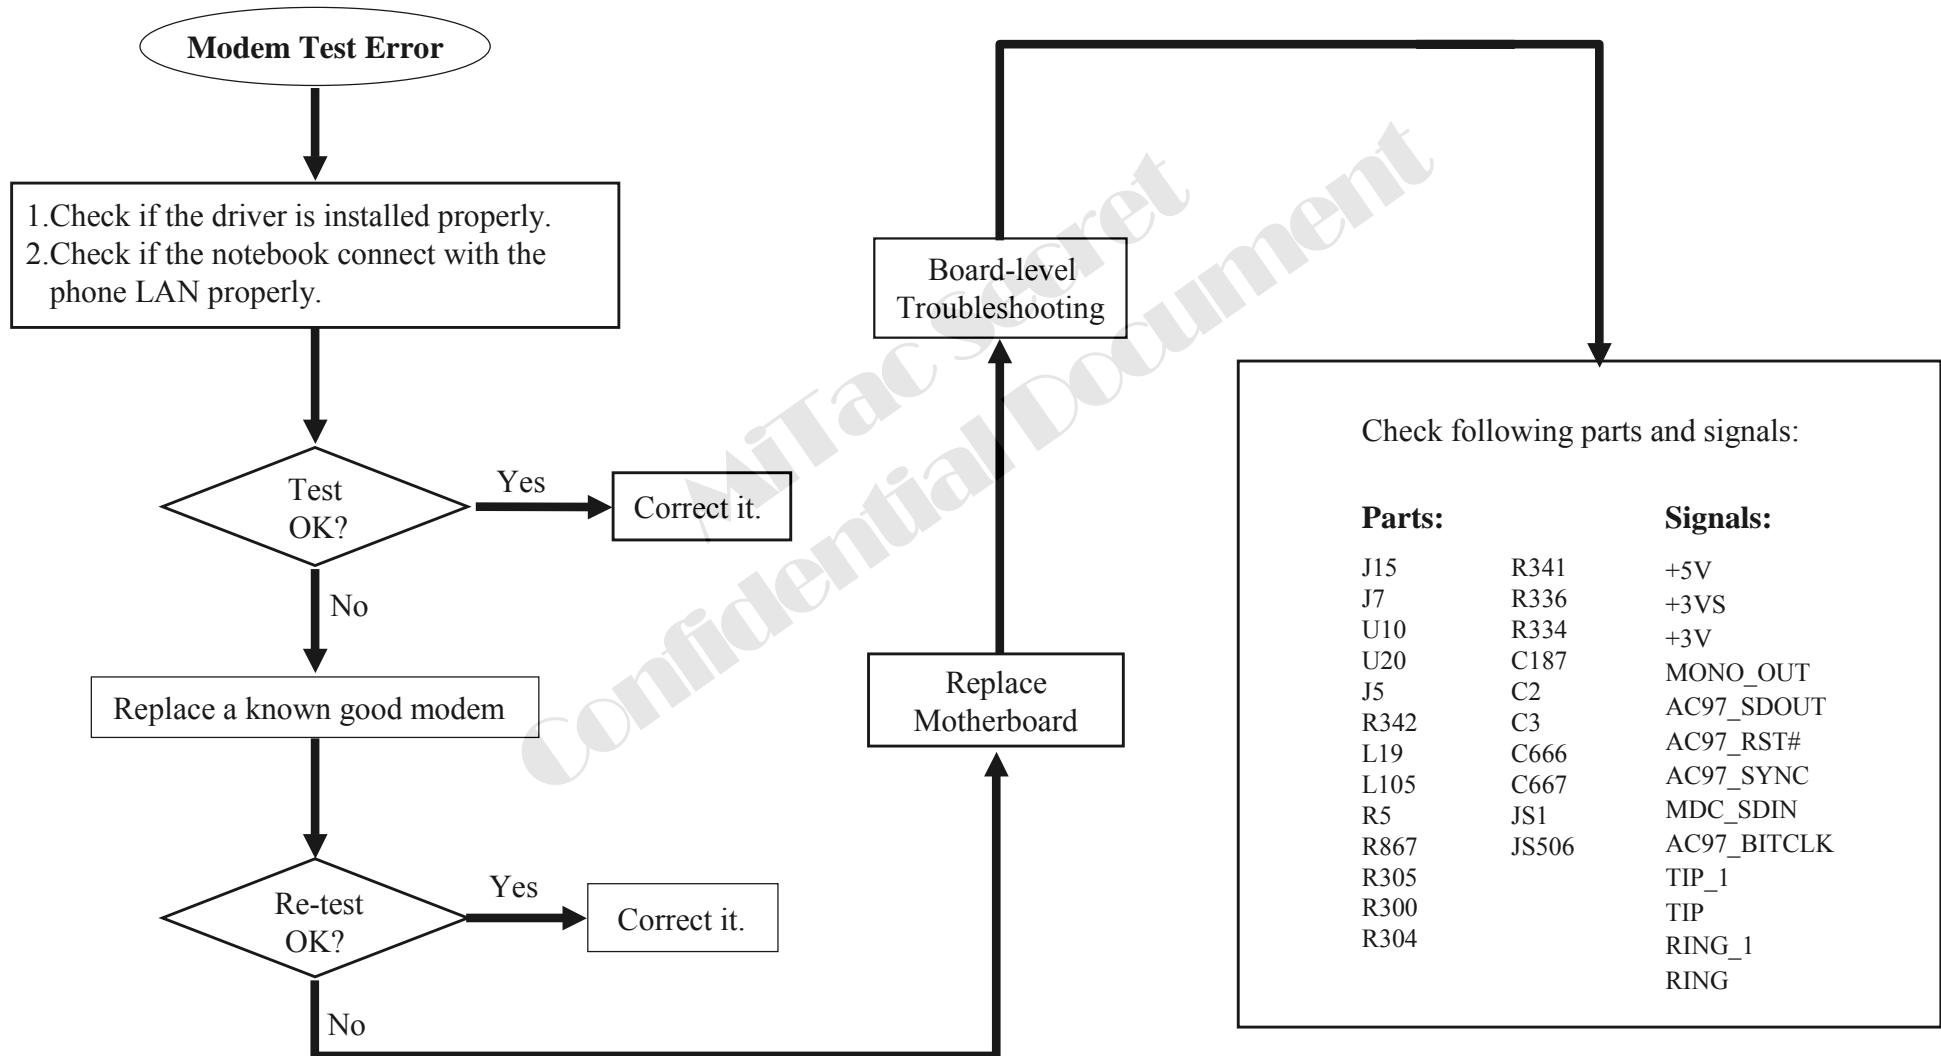 Modem Test Error
1.Check if the driver is installed properly.
2.Check if the notebook connect with the
phone LAN properly.
Test
OK?
Yes
Correct it.
No
Replace a known good modem
Re-test
OK?
Yes
Correct it.
No
Replace
Motherboard
Board-level
Troubleshooting
Check following parts and signals:
Parts:
J15
J7
U10
U20
J5
R342
L19
L105
R5
R867
R305
R300
R304
R341
R336
R334
C187
C2
C3
C666
C667
JS1
JS506
Signals:
+5V
+3VS
+3V
MONO_OUT
AC97_SDOUT
AC97_RST#
AC97_SYNC
MDC_SDIN
AC97_BITCLK
TIP_1
TIP
RING_1
RING
MiTac Secret
Confidential Document